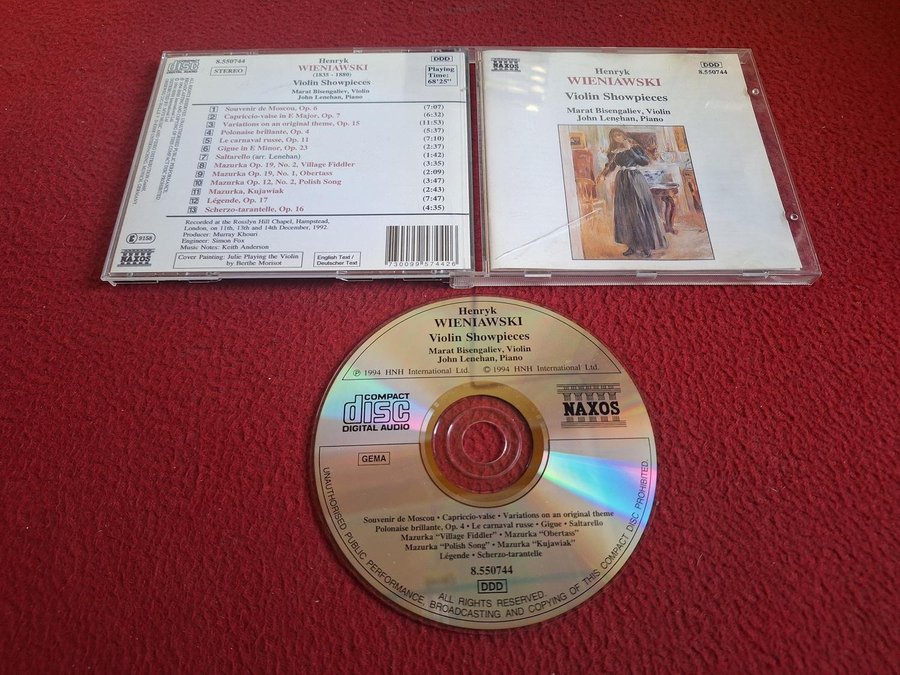 COMPACT
disc
DIGITAL AUDIO
8.550744
STEREO
Henryk
WIENIAWSKI
(1835 - 1880)
Violin Showpieces
Marat Bisengaliev, Violin
John Lenehan, Piano
DDD
Playing
Time:
68'25"
1 Souvenir de Moscou, Op. 6 (7:07)
2 Capriccio-valse in E Major, Op. 7 (6:32)
3 Variations on an original theme, Op. 15 (11:53)
4 Polonaise brillante, Op. 4 (5:37)
5 Le carnaval russe, Op. 11 (7:10)
6 Gigue in E Minor, Op. 23 (2:37)
7 Saltarello (arr. Lenehan) (1:42)
8 Mazurka Op. 19, No. 2, Village Fiddler (3:35)
9 Mazurka Op. 19, No. 1, Obertass (2:09)
10 Mazurka Op. 12, No. 2, Polish Song (3:47)
11 Mazurka, Kujawiak (2:43)
12 Légende, Op. 17 (7:47)
13 Scherzo-tarantelle, Op. 16 (4:35)
Recorded at the Rosslyn Hill Chapel, Hampstead,
London, on 11th, 13th and 14th December, 1992.
Producer: Murray Khouri
Engineer: Simon Fox
Music Notes: Keith Anderson
9158
NAXOS
Cover Painting: Julie Playing the Violin
by Berthe Morisot
English Text /
Deutscher Text
730099574426
NAXOS
Henryk
WIENIAWSKI
Violin Showpieces
Marat Bisengaliev, Violin
John Lenehan, Piano
DDD
8.550744
Henryk
WIENIAWSKI
Violin Showpieces
Marat Bisengaliev, Violin
John Lenehan, Piano
℗ 1994 HNH International Ltd. © 1994 HNH International Ltd.
COMPACT
disc
DIGITAL AUDIO
NAXOS
GEMA
Souvenir de Moscou • Capriccio-valse • Variations on an original theme
Polonaise brillante, Op. 4 • Le carnaval russe • Gigue • Saltarello
Mazurka "Village Fiddler" • Mazurka "Obertass"
Mazurka "Polish Song" • Mazurka "Kujawiak"
Légende • Scherzo-tarantelle
8.550744
DDD
ALL RIGHTS RESERVED.
UNAUTHORISED PUBLIC PERFORMANCE, BROADCASTING AND COPYING OF THIS COMPACT DISC PROHIBITED.